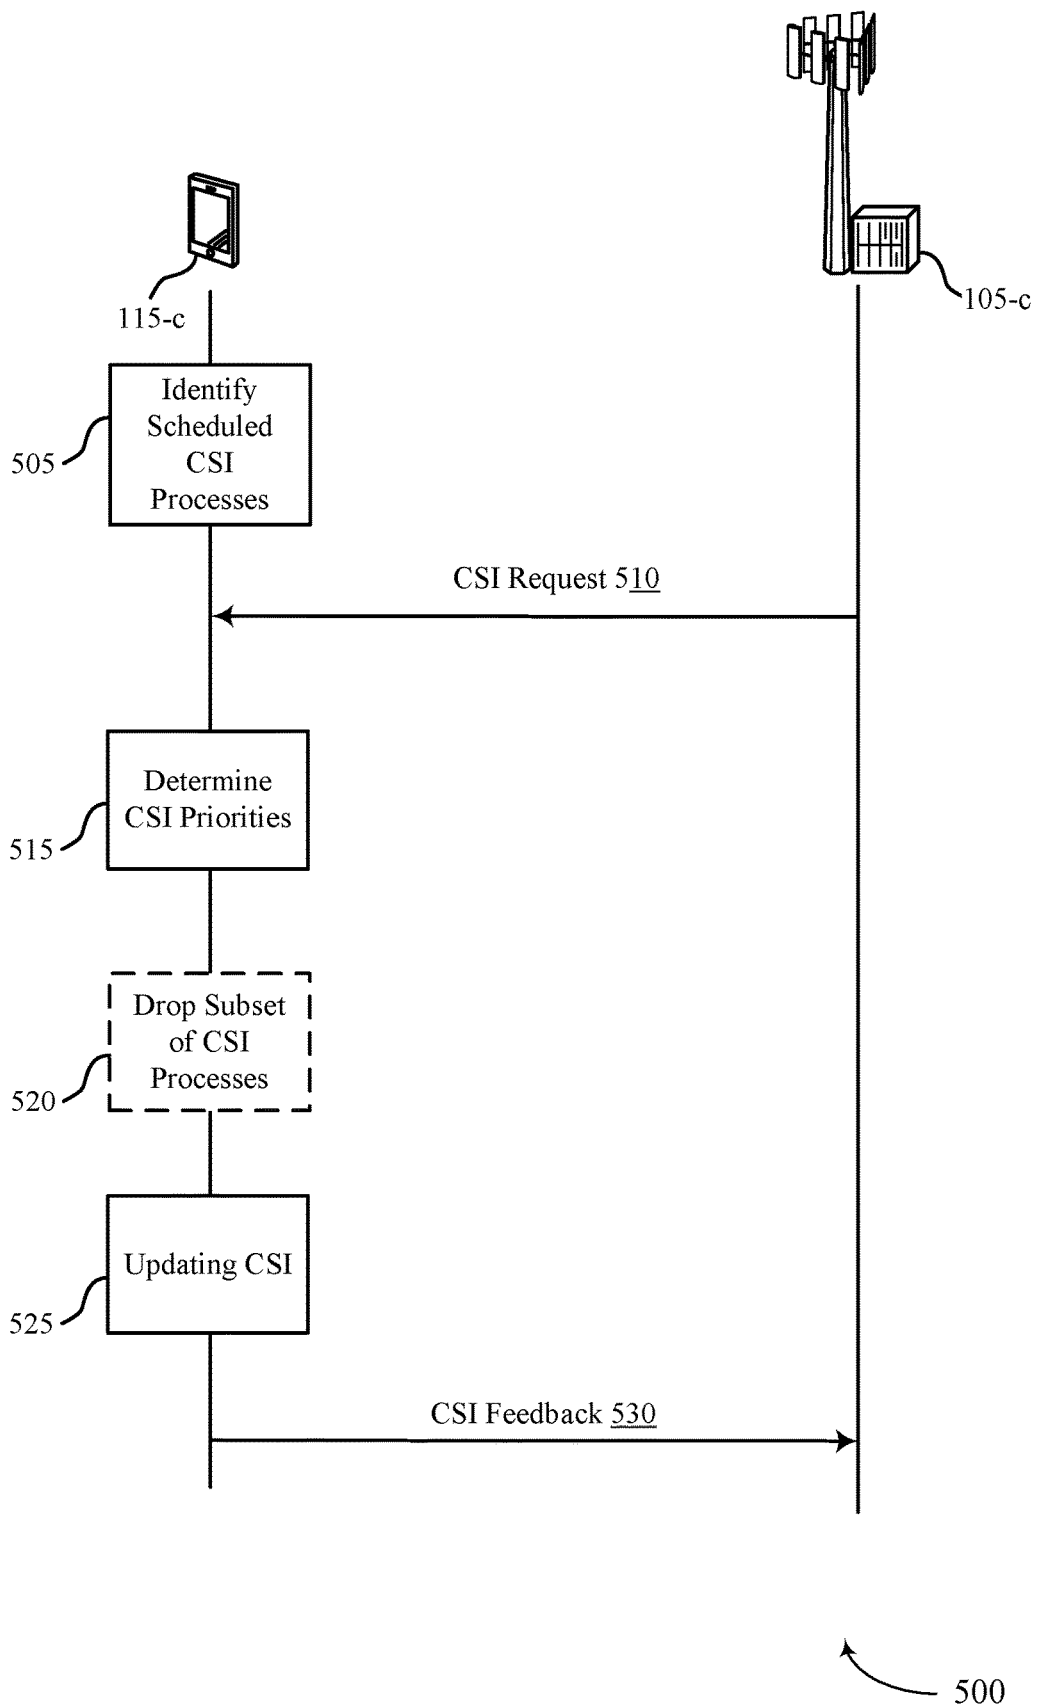 115-c
105-c
Identify
Scheduled
CSI
Processes
505
CSI Request 510
Determine
CSI Priorities
515
Drop Subset
of CSI
Processes
520
Updating CSI
525
CSI Feedback 530
500